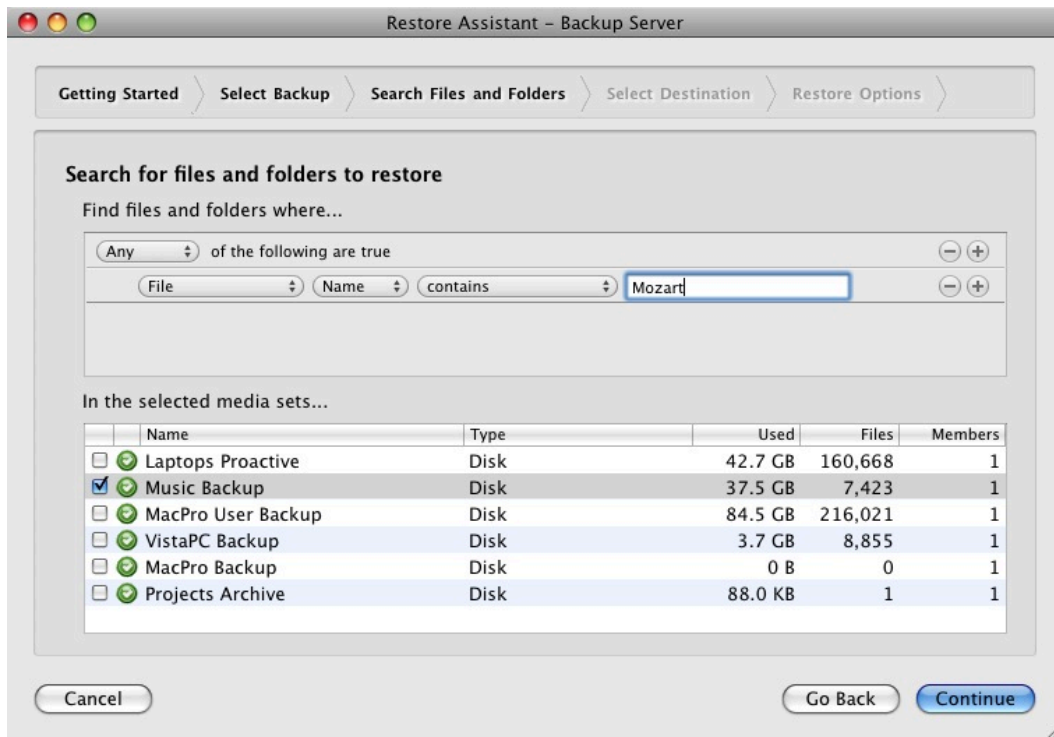 Restore Assistant – Backup Server
Getting Started Select Backup Search Files and Folders Select Destination Restore Options
Search for files and folders to restore
Find files and folders where...
Any of the following are true
File Name contains Mozart
In the selected media sets...
Name Type Used Files Members
Laptops Proactive Disk 42.7 GB 160,668 1
Music Backup Disk 37.5 GB 7,423 1
MacPro User Backup Disk 84.5 GB 216,021 1
VistaPC Backup Disk 3.7 GB 8,855 1
MacPro Backup Disk 0 B 0 1
Projects Archive Disk 88.0 KB 1 1
Cancel Go Back Continue